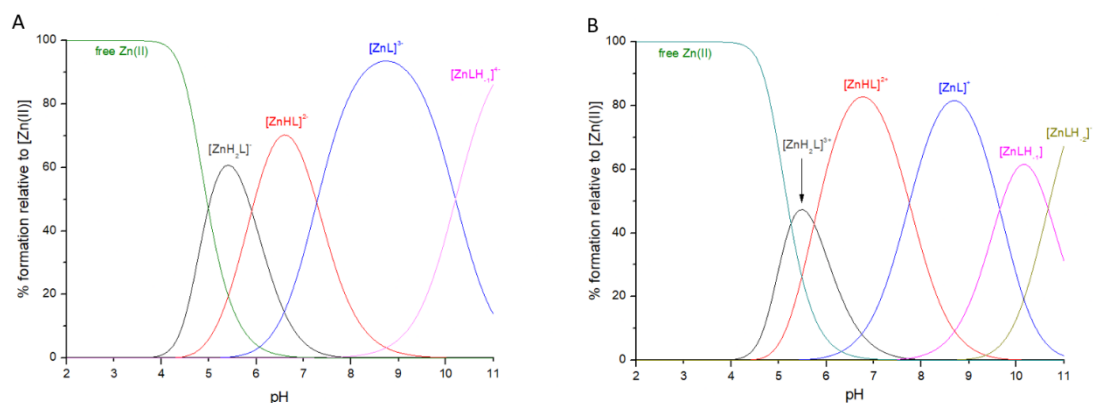 A
% formation relative to [Zn(II)]
100
80
60
40
20
0
free Zn(II)
[ZnH₂L]⁻
[ZnHL]²⁻
[ZnL]³⁻
[ZnLH₋₁]⁴⁻
2 3 4 5 6 7 8 9 10 11
pH
B
% formation relative to [Zn(II)]
100
80
60
40
20
0
free Zn(II)
[ZnH₂L]³⁺
[ZnHL]²⁺
[ZnL]⁺
[ZnLH₋₁]
[ZnLH₋₂]⁻
2 3 4 5 6 7 8 9 10 11
pH